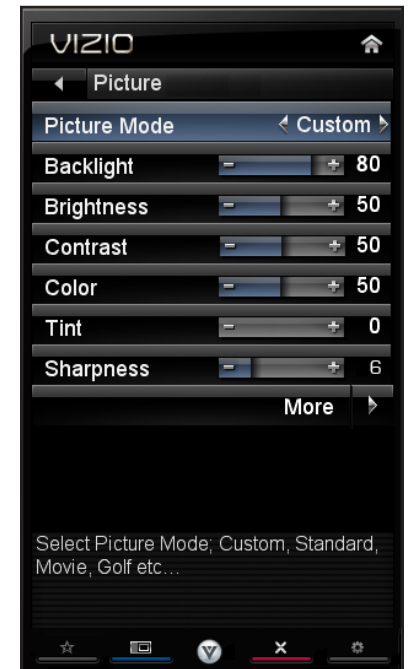 VIZIO
Picture
Picture Mode Custom
Backlight - + 80
Brightness - + 50
Contrast - + 50
Color - + 50
Tint - + 0
Sharpness - + 6
More
Select Picture Mode; Custom, Standard,
Movie, Golf etc...
V X